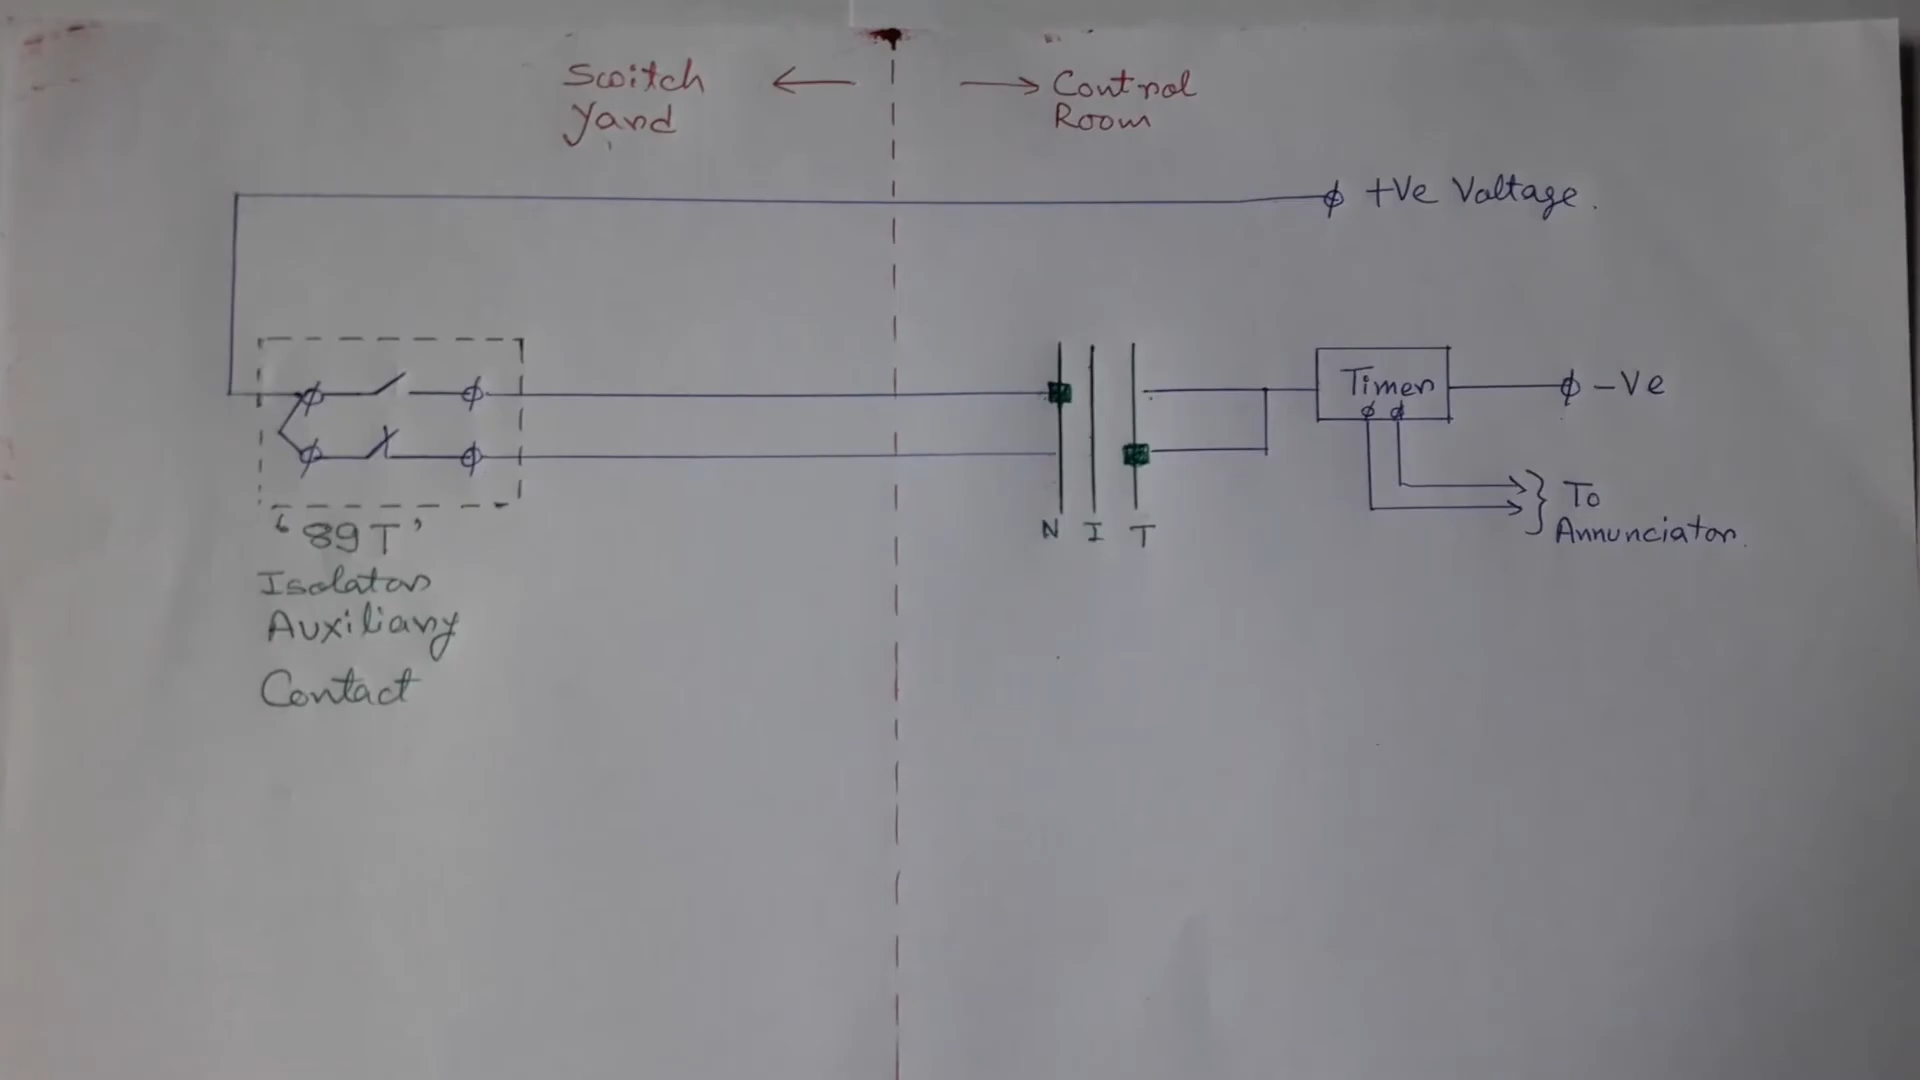 Switch
Yard
Control
Room
+Ve Voltage.
Timer
-Ve
To
Annunciator.
N I T
'89T'
Isolator
Auxiliary
Contact